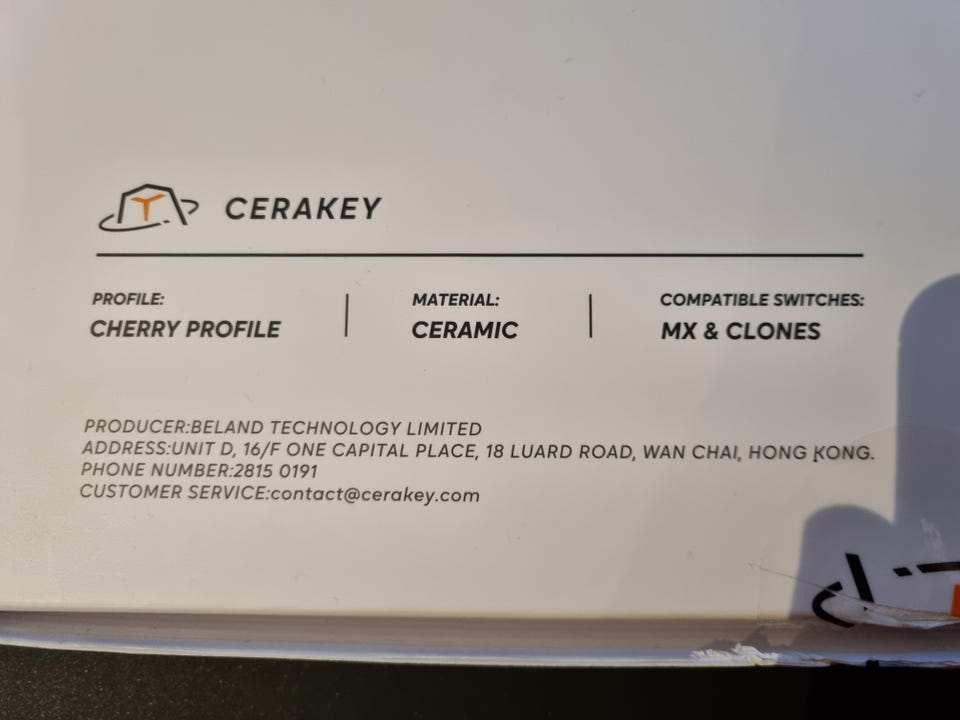 CERAKEY
PROFILE: MATERIAL: COMPATIBLE SWITCHES:
CHERRY PROFILE CERAMIC MX & CLONES
PRODUCER:BELAND TECHNOLOGY LIMITED
ADDRESS:UNIT D, 16/F ONE CAPITAL PLACE, 18 LUARD ROAD, WAN CHAI, HONG KONG.
PHONE NUMBER:2815 0191
CUSTOMER SERVICE:contact@cerakey.com